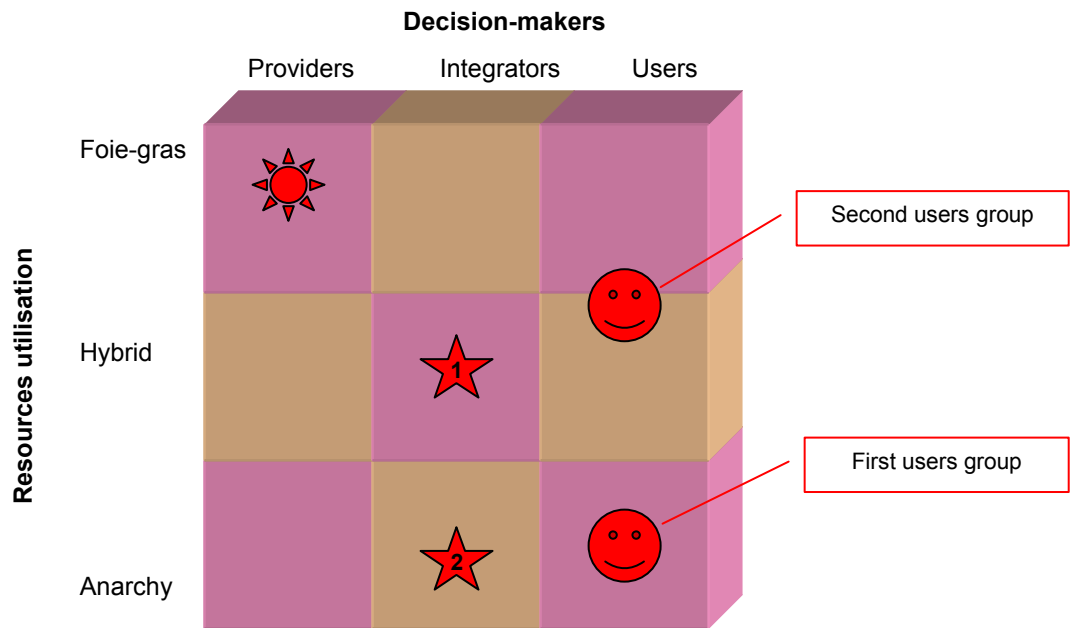 Decision-makers
Providers Integrators Users
Foie-gras
Second users group
Resources utilisation
Hybrid
1
First users group
2
Anarchy